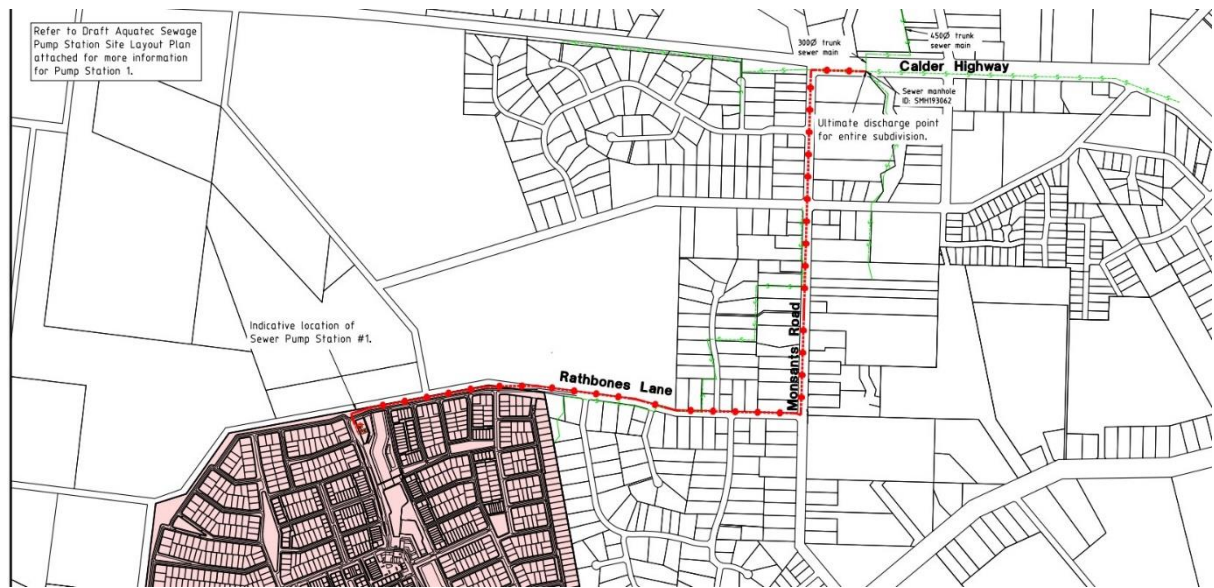 Refer to Draft Aquatec Sewage
Pump Station Site Layout Plan
attached for more information
for Pump Station 1.
300Ø trunk
sewer main
450Ø trunk
sewer main
Calder Highway
Sewer manhole
ID: SMH193062
Ultimate discharge point
for entire subdivision.
Indicative location of
Sewer Pump Station #1.
Rathbones Lane
Monsants Road